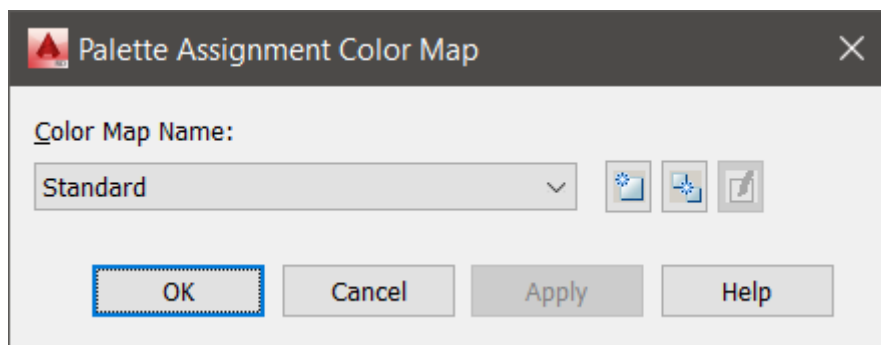 Palette Assignment Color Map
Color Map Name:
Standard
OK Cancel Apply Help